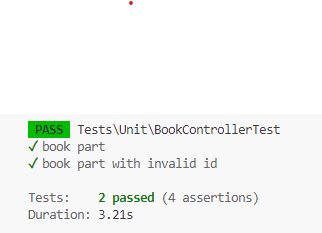 PASS Tests\Unit\BookControllerTest
✓ book part
✓ book part with invalid id
Tests: 2 passed (4 assertions)
Duration: 3.21s